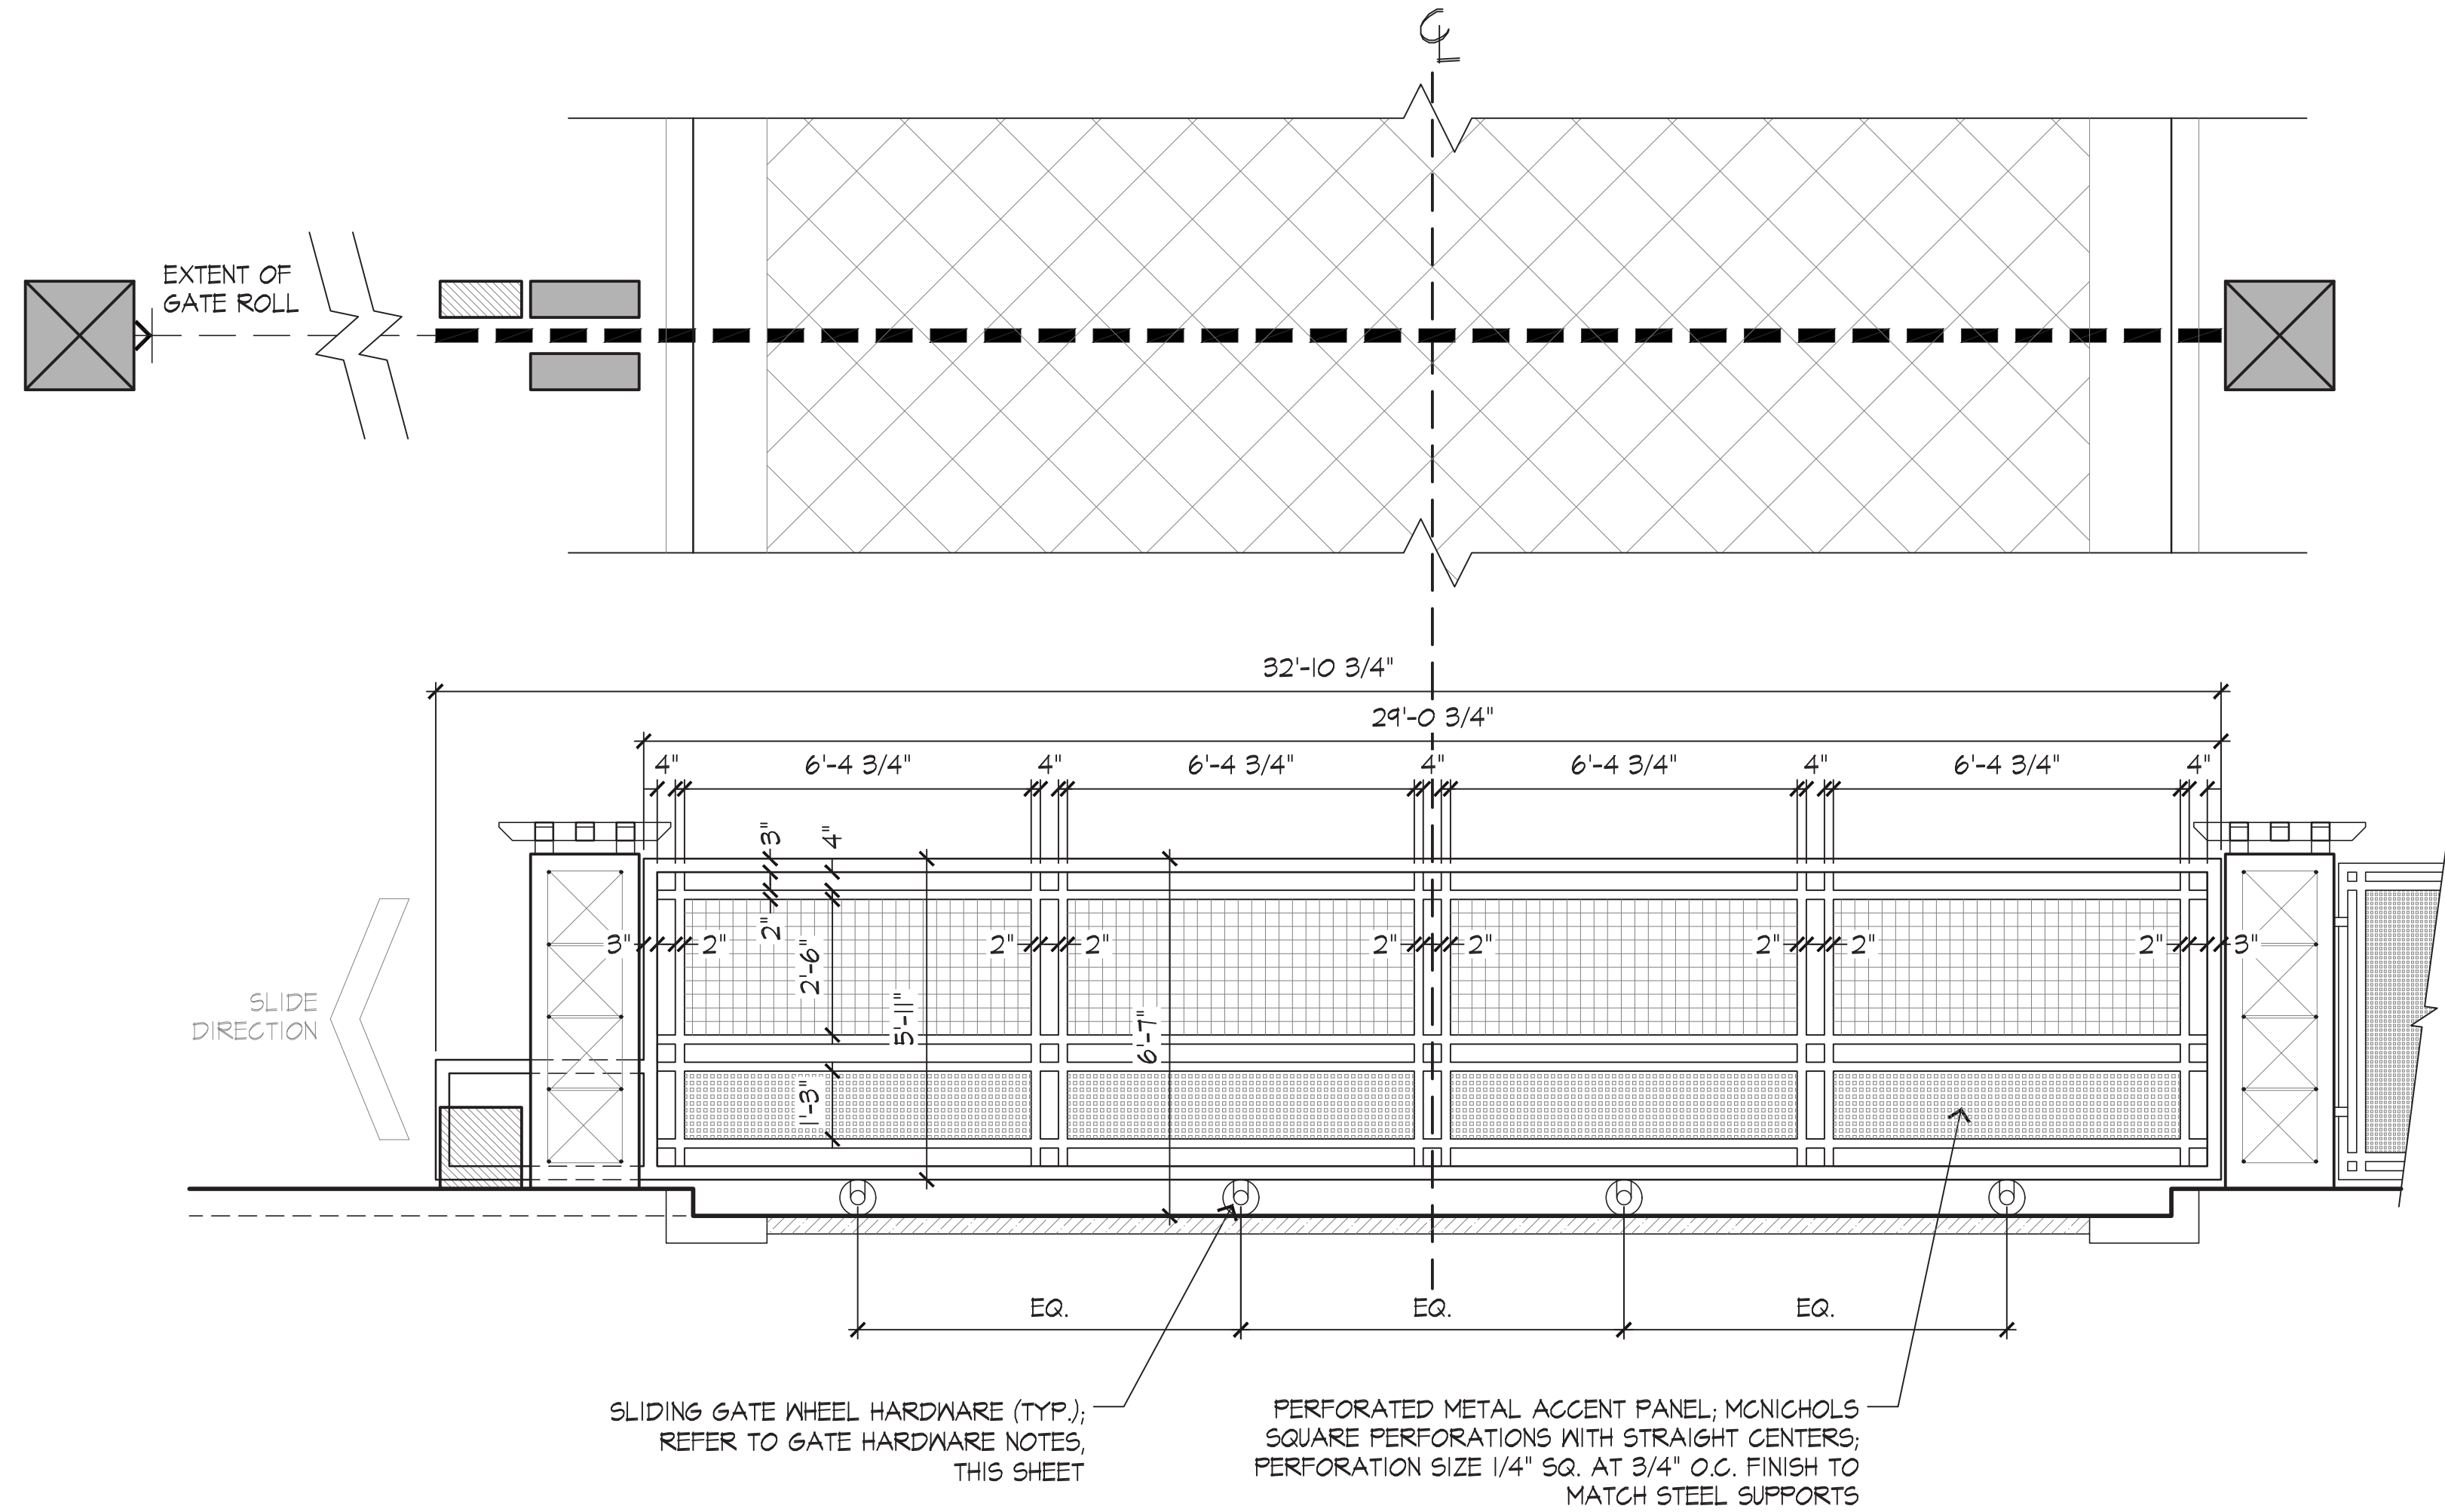 CL
EXTENT OF
GATE ROLL
32'-10 3/4"
29'-0 3/4"
4" 6'-4 3/4" 4" 6'-4 3/4" 4" 6'-4 3/4" 4" 6'-4 3/4" 4"
3" 4"
3" 2" 2" 2" 2" 2" 2" 2" 2" 2" 3"
2'-6"
5'-11"
6'-7"
1'-3"
SLIDE
DIRECTION
EQ. EQ. EQ.
SLIDING GATE WHEEL HARDWARE (TYP.);
REFER TO GATE HARDWARE NOTES,
THIS SHEET
PERFORATED METAL ACCENT PANEL; MCNICHOLS
SQUARE PERFORATIONS WITH STRAIGHT CENTERS;
PERFORATION SIZE 1/4" SQ. AT 3/4" O.C. FINISH TO
MATCH STEEL SUPPORTS